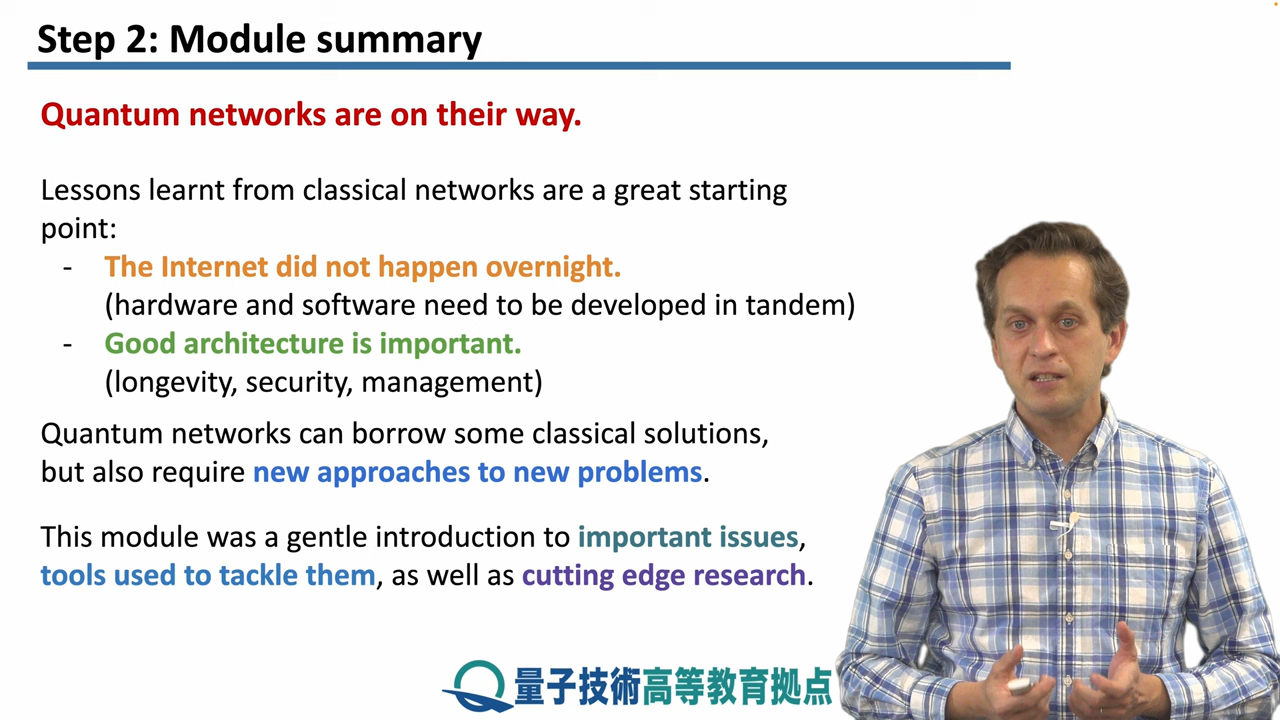 Step 2: Module summary
Quantum networks are on their way.
Lessons learnt from classical networks are a great starting
point:
- The Internet did not happen overnight.
(hardware and software need to be developed in tandem)
- Good architecture is important.
(longevity, security, management)
Quantum networks can borrow some classical solutions,
but also require new approaches to new problems.
This module was a gentle introduction to important issues,
tools used to tackle them, as well as cutting edge research.
量子技術高等教育拠点